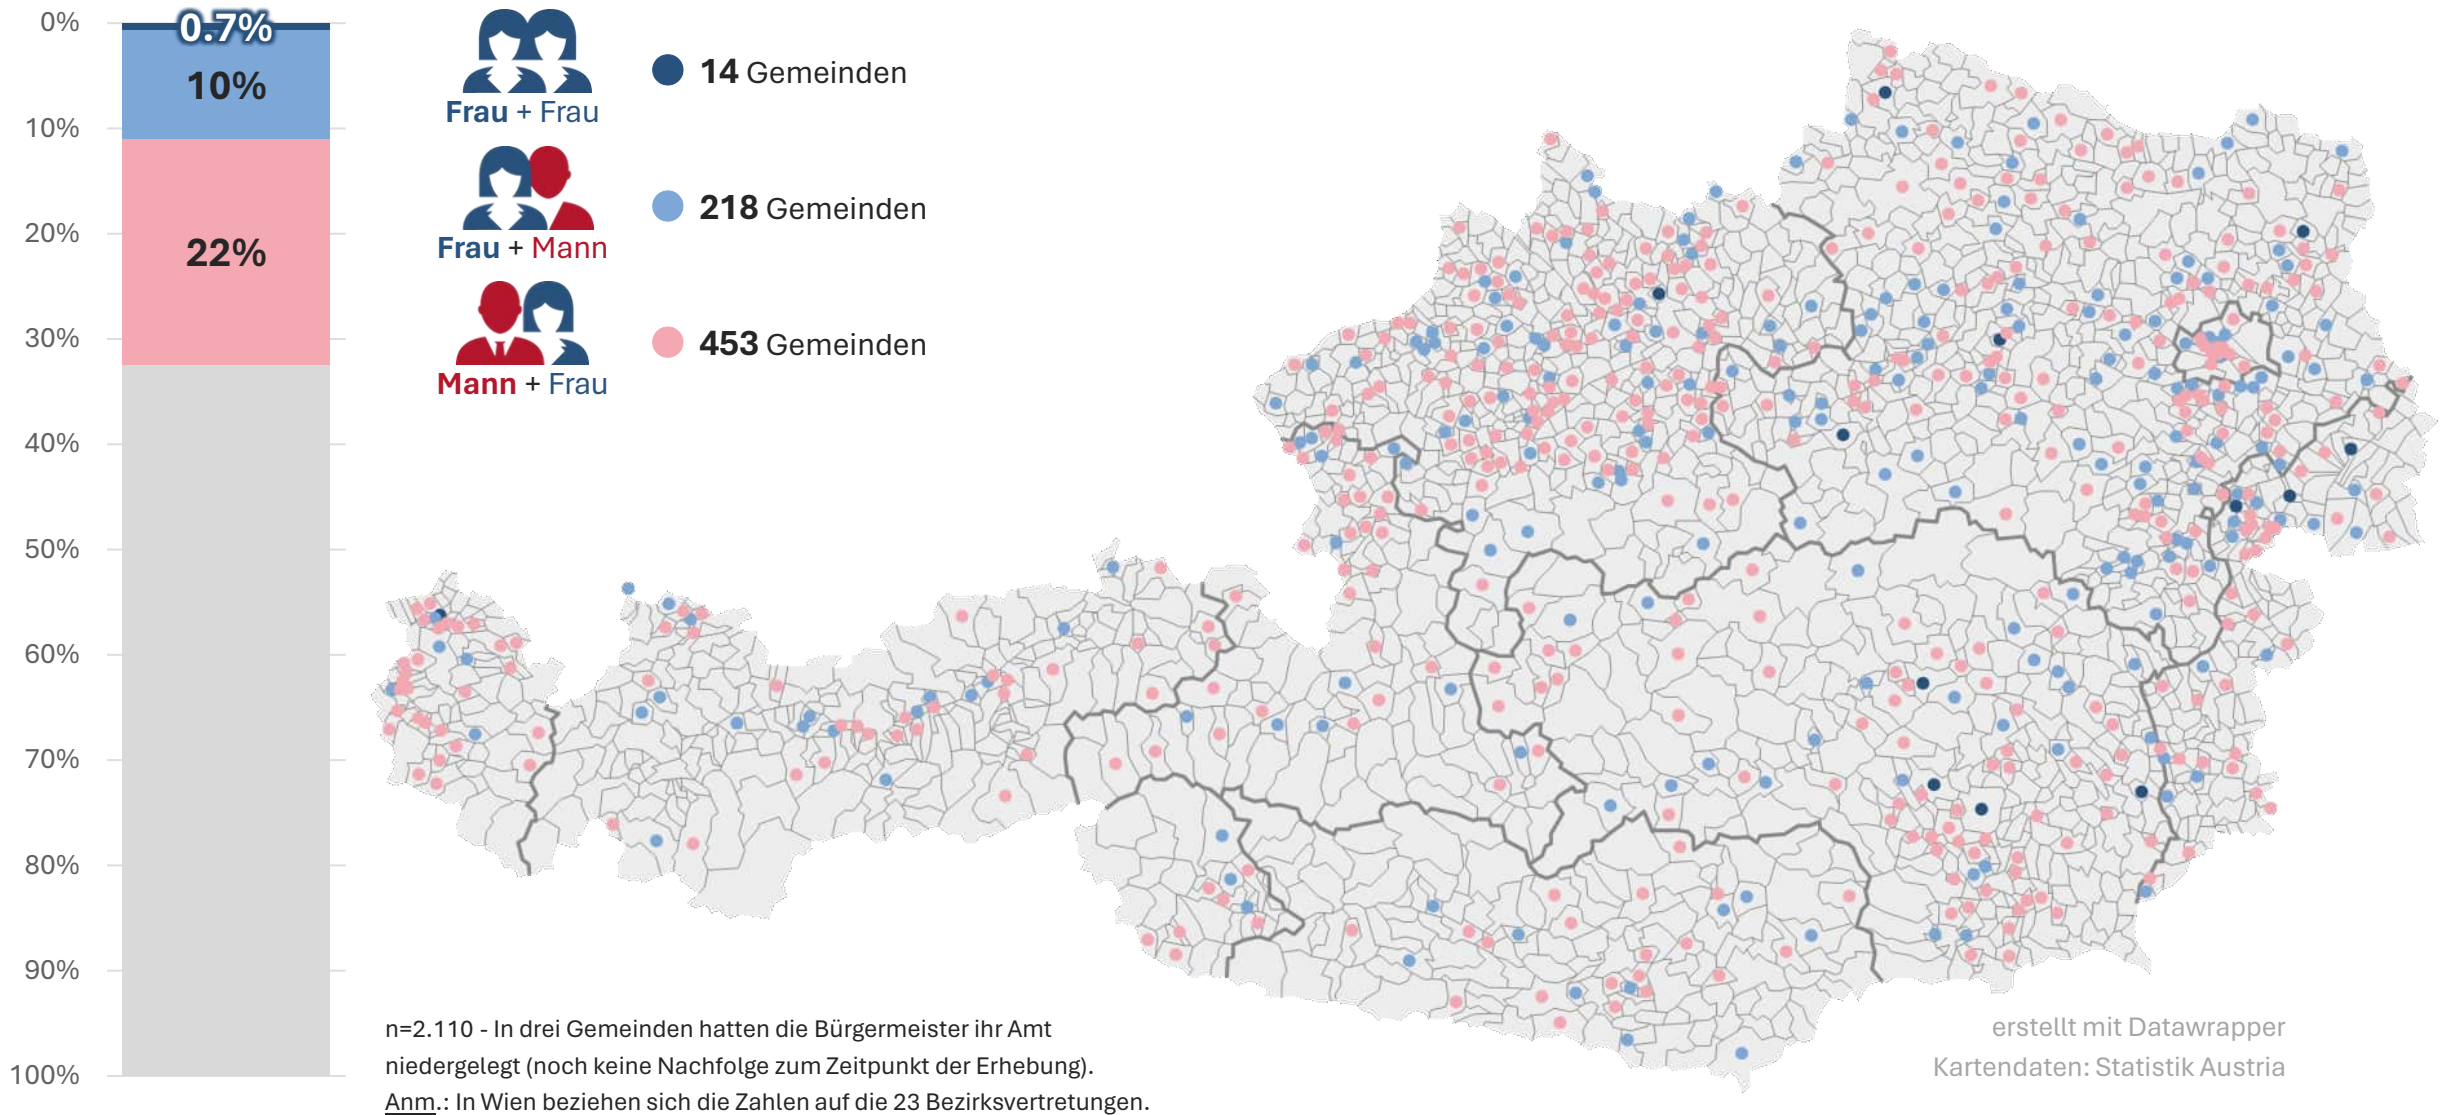 0%
10%
20%
30%
40%
50%
60%
70%
80%
90%
100%
0.7%
10%
22%
Frau + Frau
14 Gemeinden
Frau + Mann
218 Gemeinden
Mann + Frau
453 Gemeinden
n=2.110 - In drei Gemeinden hatten die Bürgermeister ihr Amt
niedergelegt (noch keine Nachfolge zum Zeitpunkt der Erhebung).
Anm.: In Wien beziehen sich die Zahlen auf die 23 Bezirksvertretungen.
erstellt mit Datawrapper
Kartendaten: Statistik Austria